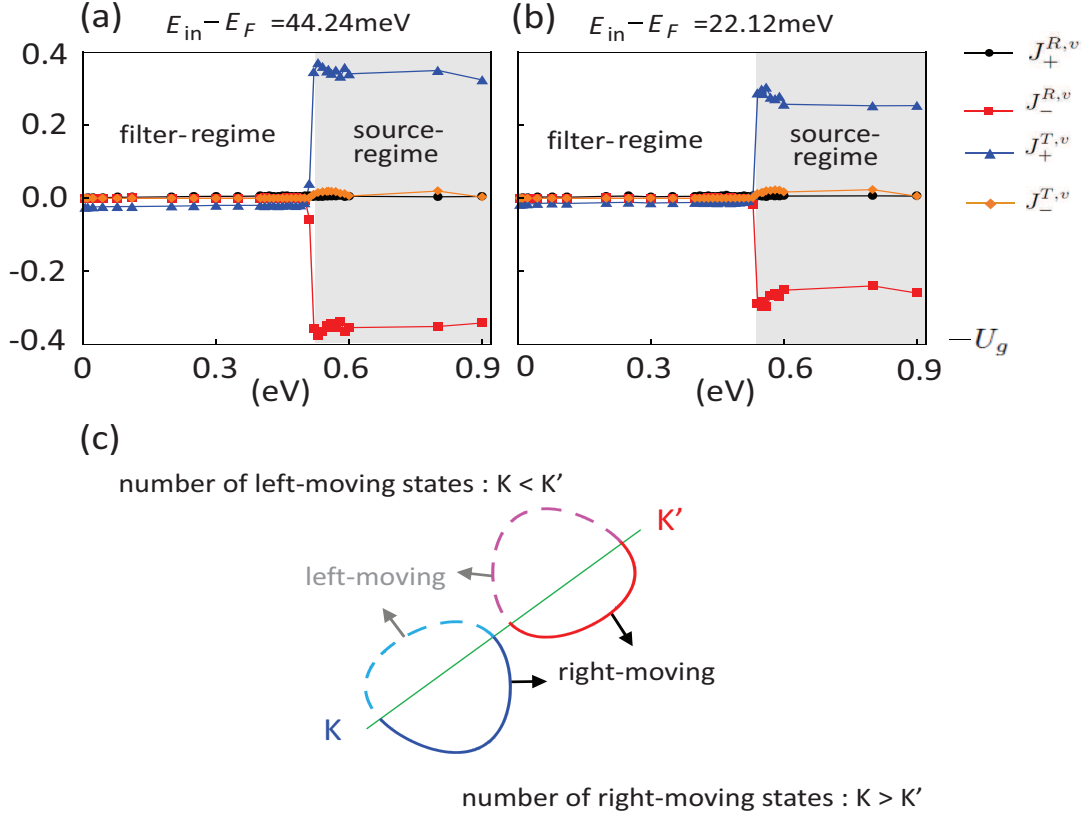 (a)
E_in − E_F =44.24meV
(b)
E_in − E_F =22.12meV
0.4
0.2
0.0
-0.2
-0.4
filter-regime
source-
regime
filter-regime
source-
regime
J_+^{R,v}
J_-^{R,v}
J_+^{T,v}
J_-^{T,v}
0
0.3
0.6
0.9
0
0.3
0.6
0.9
−U_g
(eV)
(eV)
(c)
number of left-moving states : K < K’
K’
left-moving
right-moving
K
number of right-moving states : K > K’